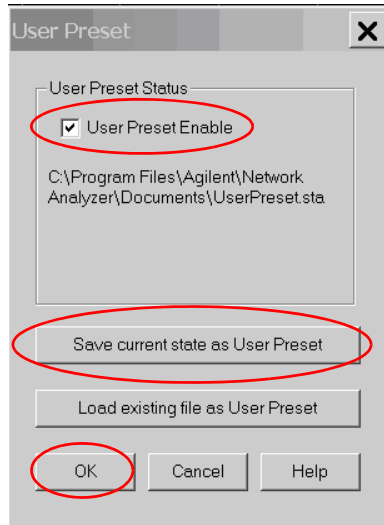 User Preset
User Preset Status
User Preset Enable
C:\Program Files\Agilent\Network
Analyzer\Documents\UserPreset.sta
Save current state as User Preset
Load existing file as User Preset
OK
Cancel
Help